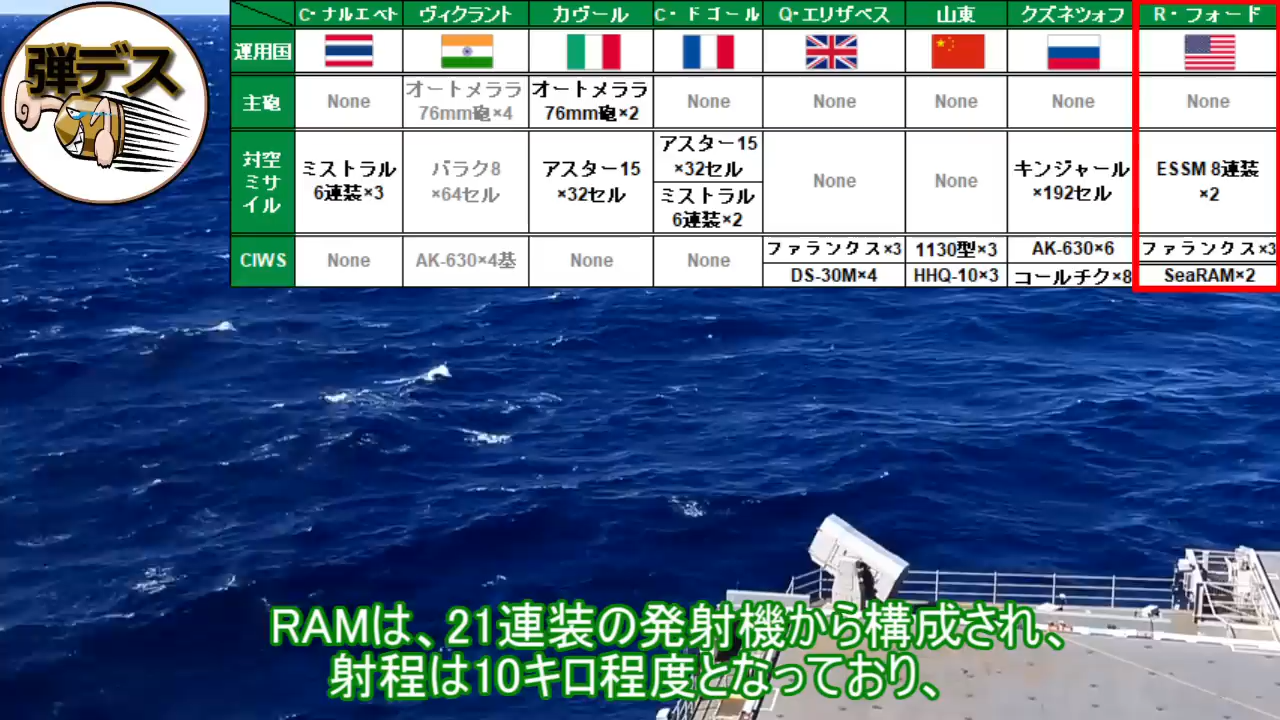 弾デス
C・ナルエベト ヴィクラント カヴール C・ドゴール Q・エリザベス 山東 クズネツォフ R・フォード
運用国
主砲 None オートメララ 76mm砲×4 オートメララ 76mm砲×2 None None None None None
対空ミサイル ミストラル 6連装×3 バラク8 ×64セル アスター15 ×32セル アスター15 ×32セル ミストラル 6連装×2 None None キンジャール ×192セル ESSM 8連装 ×2
CIWS None AK-630×4基 None None ファランクス×3 DS-30M×4 1130型×3 HHQ-10×3 AK-630×6 コールチク×8 ファランクス×3 SeaRAM×2
RAMは、21連装の発射機から構成され、
射程は10キロ程度となっており、